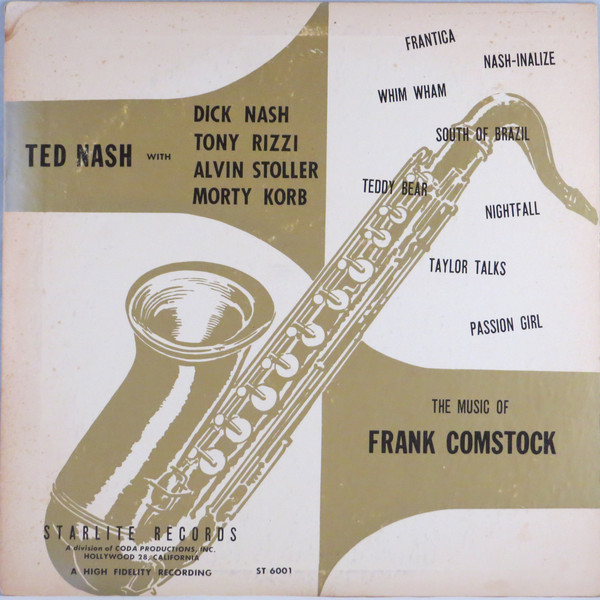 TED NASH WITH
DICK NASH
TONY RIZZI
ALVIN STOLLER
MORTY KORB
FRANTICA
NASH-INALIZE
WHIM WHAM
SOUTH OF BRAZIL
TEDDY BEAR
NIGHTFALL
TAYLOR TALKS
PASSION GIRL
THE MUSIC OF
FRANK COMSTOCK
STARLITE RECORDS
A division of CODA PRODUCTIONS, INC.
HOLLYWOOD 28, CALIFORNIA
A HIGH FIDELITY RECORDING ST 6001